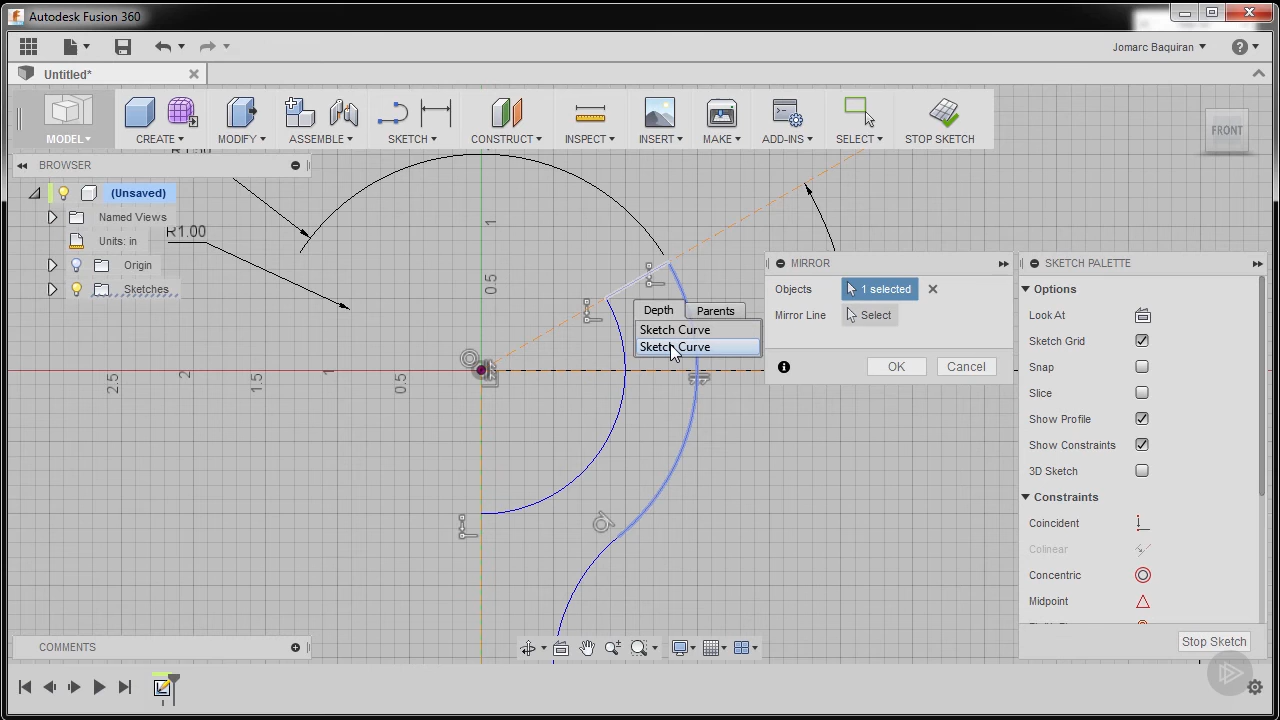 Autodesk Fusion 360
Jomarc Baquiran
Untitled*
MODEL
CREATE
MODIFY
ASSEMBLE
SKETCH
CONSTRUCT
INSPECT
INSERT
MAKE
ADD-INS
SELECT
STOP SKETCH
FRONT
BROWSER
(Unsaved)
Named Views
Units: in
Origin
Sketches
R1.00
1
0.5
2.5
2
1.5
1
0.5
Depth
Parents
Sketch Curve
Sketch Curve
MIRROR
Objects
1 selected
Mirror Line
Select
OK
Cancel
SKETCH PALETTE
Options
Look At
Sketch Grid
Snap
Slice
Show Profile
Show Constraints
3D Sketch
Constraints
Coincident
Colinear
Concentric
Midpoint
Stop Sketch
COMMENTS